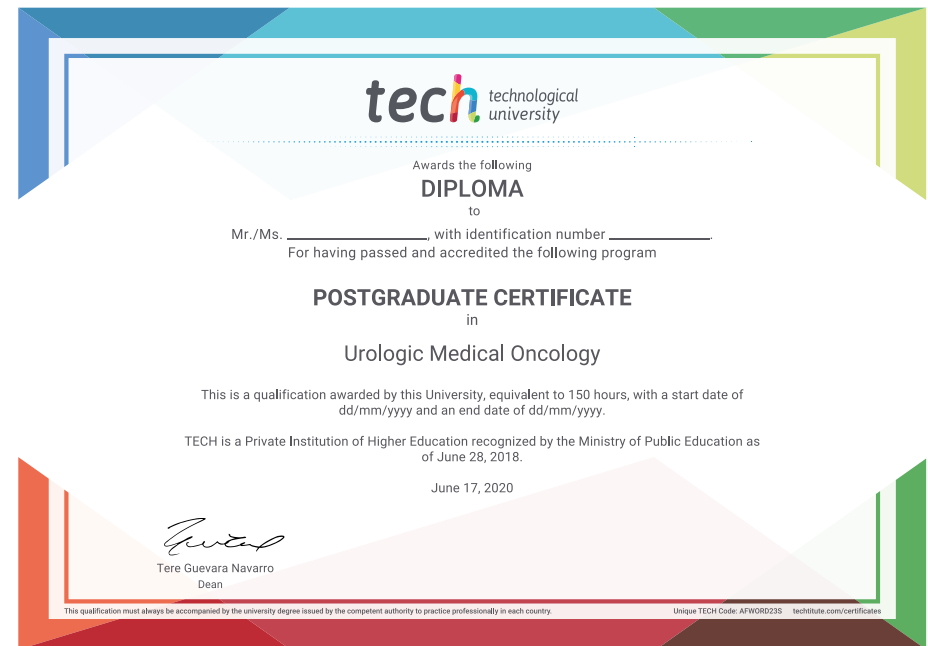 tech technological
university
Awards the following
DIPLOMA
to
Mr./Ms. ____________________, with identification number ______________.
For having passed and accredited the following program
POSTGRADUATE CERTIFICATE
in
Urologic Medical Oncology
This is a qualification awarded by this University, equivalent to 150 hours, with a start date of
dd/mm/yyyy and an end date of dd/mm/yyyy.
TECH is a Private Institution of Higher Education recognized by the Ministry of Public Education as
of June 28, 2018.
June 17, 2020
Tere Guevara Navarro
Dean
This qualification must always be accompanied by the university degree issued by the competent authority to practice professionally in each country.
Unique TECH Code: AFWORD23S techtitute.com/certificates